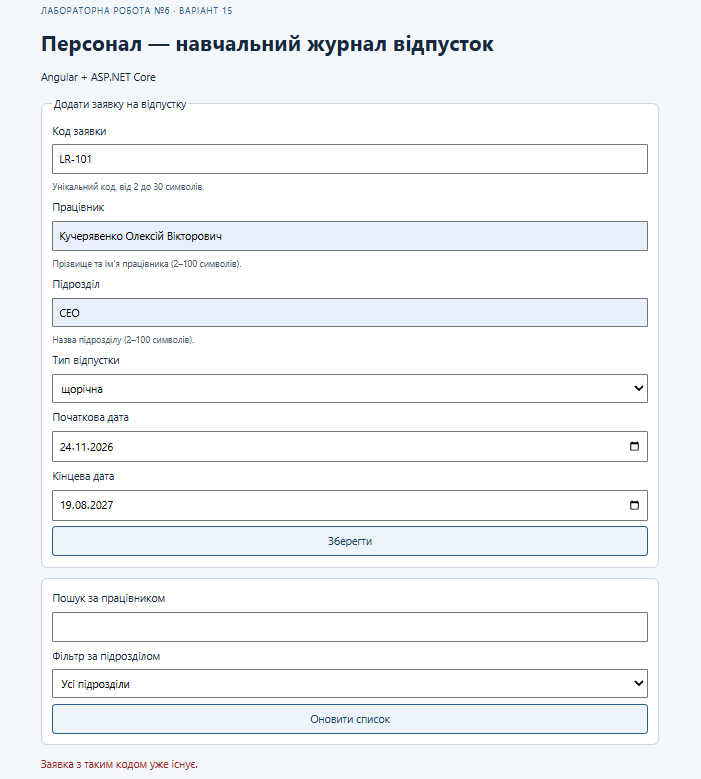 ЛАБОРАТОРНА РОБОТА №6 · ВАРІАНТ 15
Персонал — навчальний журнал відпусток
Angular + ASP.NET Core
Додати заявку на відпустку
Код заявки
LR-101
Унікальний код, від 2 до 30 символів.
Працівник
Кучерявенко Олексій Вікторович
Прізвище та ім'я працівника (2–100 символів).
Підрозділ
CEO
Назва підрозділу (2–100 символів).
Тип відпустки
щорічна
Початкова дата
24.11.2026
Кінцева дата
19.08.2027
Зберегти
Пошук за працівником
Фільтр за підрозділом
Усі підрозділи
Оновити список
Заявка з таким кодом уже існує.